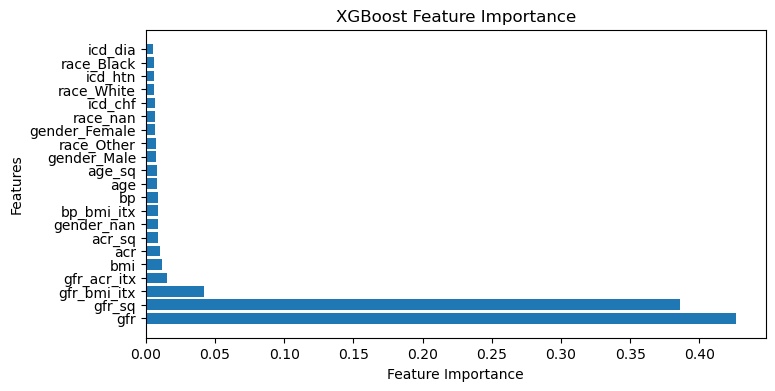 XGBoost Feature Importance
icd_dia
race_Black
icd_htn
race_White
icd_chf
race_nan
gender_Female
race_Other
gender_Male
age_sq
age
bp
bp_bmi_itx
gender_nan
acr_sq
acr
bmi
gfr_acr_itx
gfr_bmi_itx
gfr_sq
gfr
Features
0.00 0.05 0.10 0.15 0.20 0.25 0.30 0.35 0.40
Feature Importance